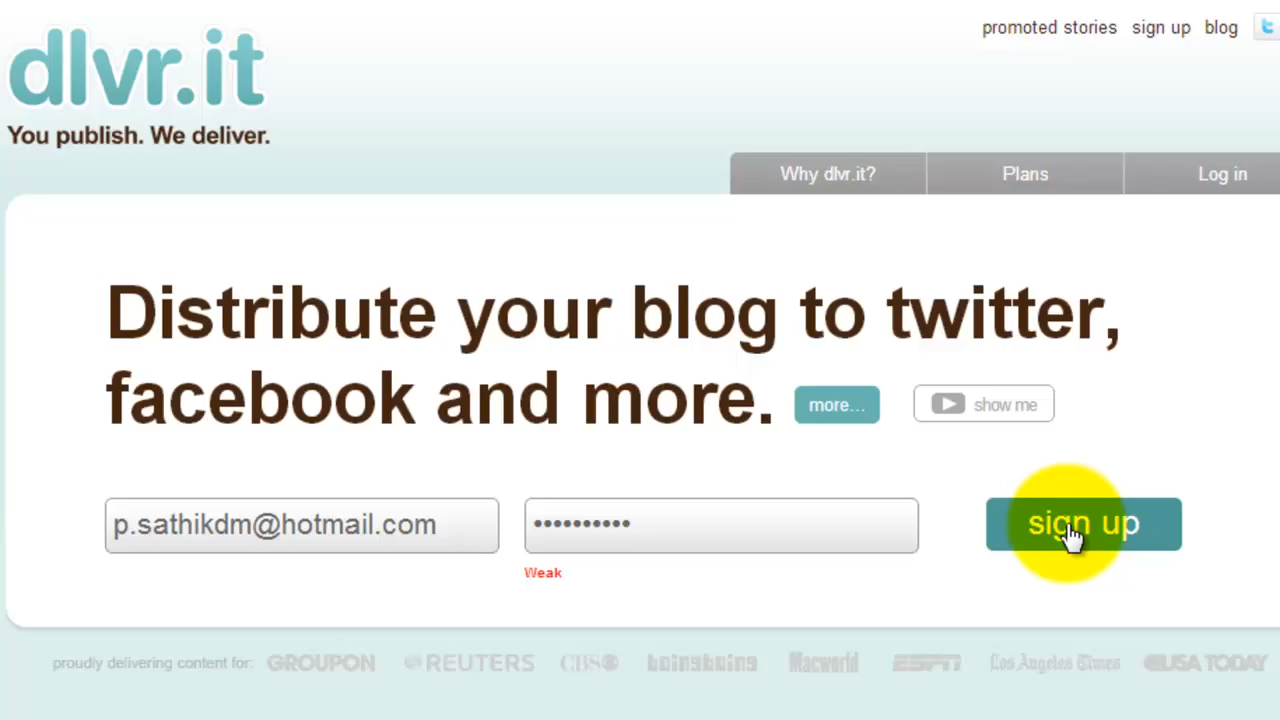 promoted stories sign up blog
dlvr.it
You publish. We deliver.
Why dlvr.it? Plans Log in
Distribute your blog to twitter,
facebook and more. more... show me
p.sathikdm@hotmail.com •••••••••• sign up
Weak
proudly delivering content for: GROUPON REUTERS CBS boingboing Macworld ESPN Los Angeles Times USA TODAY